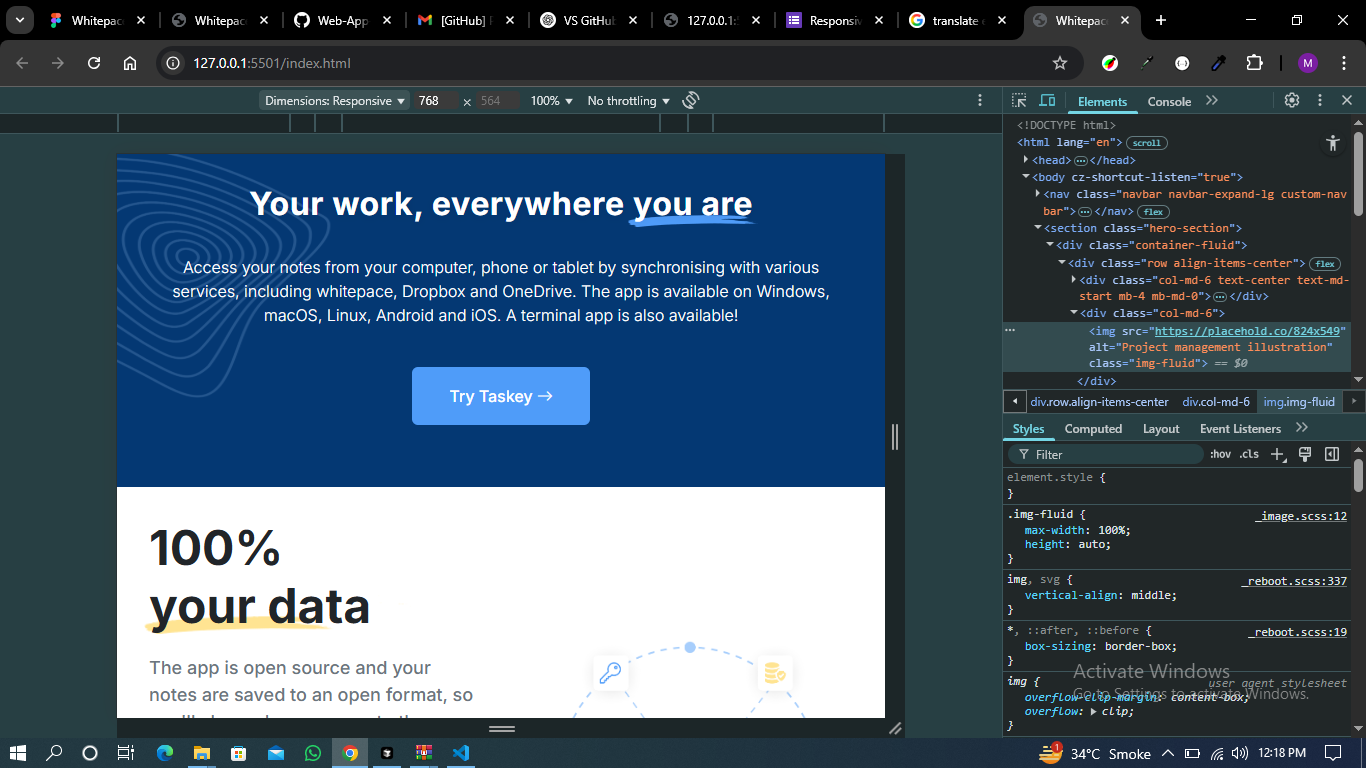 Whitepac
Whitepac
Web-App
[GitHub] P
VS GitHub
127.0.0.1:5
Responsiv
translate e
Whitepac
127.0.0.1:5501/index.html
M
Dimensions: Responsive 768 × 564 100% No throttling
Elements Console
Your work, everywhere you are
Access your notes from your computer, phone or tablet by synchronising with various
services, including whitepace, Dropbox and OneDrive. The app is available on Windows,
macOS, Linux, Android and iOS. A terminal app is also available!
Try Taskey →
100%
your data
The app is open source and your
notes are saved to an open format, so
<!DOCTYPE html>
<html lang="en"> scroll
<head> ⋯ </head>
<body cz-shortcut-listen="true">
<nav class="navbar navbar-expand-lg custom-nav
bar"> ⋯ </nav> flex
<section class="hero-section">
<div class="container-fluid">
<div class="row align-items-center"> flex
<div class="col-md-6 text-center text-md-
start mb-4 mb-md-0"> ⋯ </div>
<div class="col-md-6">
<img src="https://placehold.co/824x549"
alt="Project management illustration"
class="img-fluid"> == $0
</div>
div.row.align-items-center div.col-md-6 img.img-fluid
Styles Computed Layout Event Listeners
Filter :hov .cls
element.style {
}
.img-fluid { _image.scss:12
max-width: 100%;
height: auto;
}
img, svg { _reboot.scss:337
vertical-align: middle;
}
*, ::after, ::before { _reboot.scss:19
box-sizing: border-box;
}
img { user agent stylesheet
overflow-clip-margin: content-box;
overflow: clip;
}
Activate Windows
Go to Settings to activate Windows.
1
34°C Smoke 12:18 PM